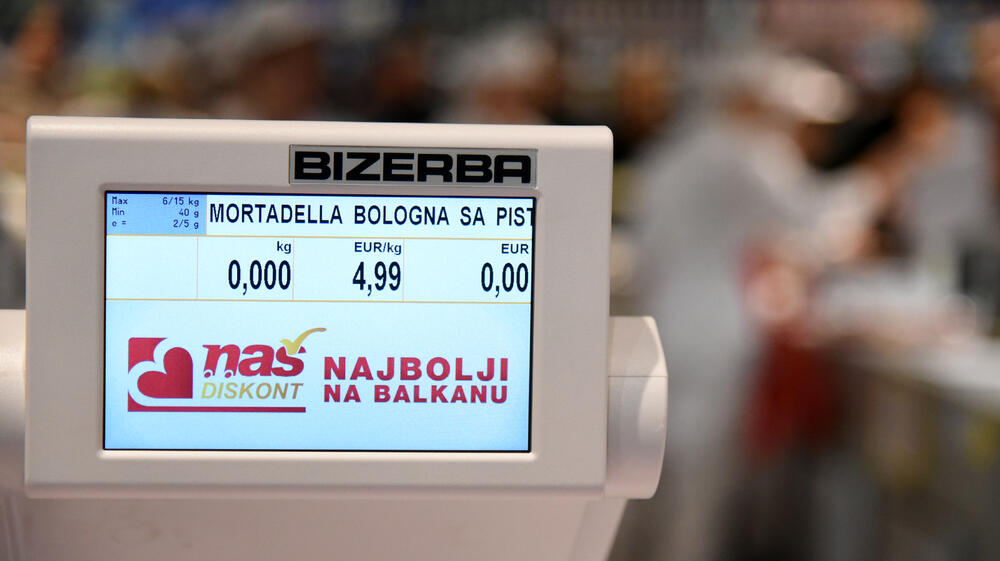 BIZERBA
Max 6/15 kg
Min 40 g
e = 2/5 g
MORTADELLA BOLOGNA SA PIST
kg EUR/kg EUR
0,000 4,99 0,00
naš
DISKONT
NAJBOLJI
NA BALKANU